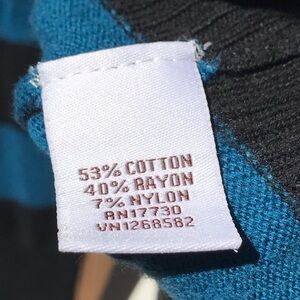 53% COTTON
40% RAYON
7% NYLON
RN17730
VN1268582